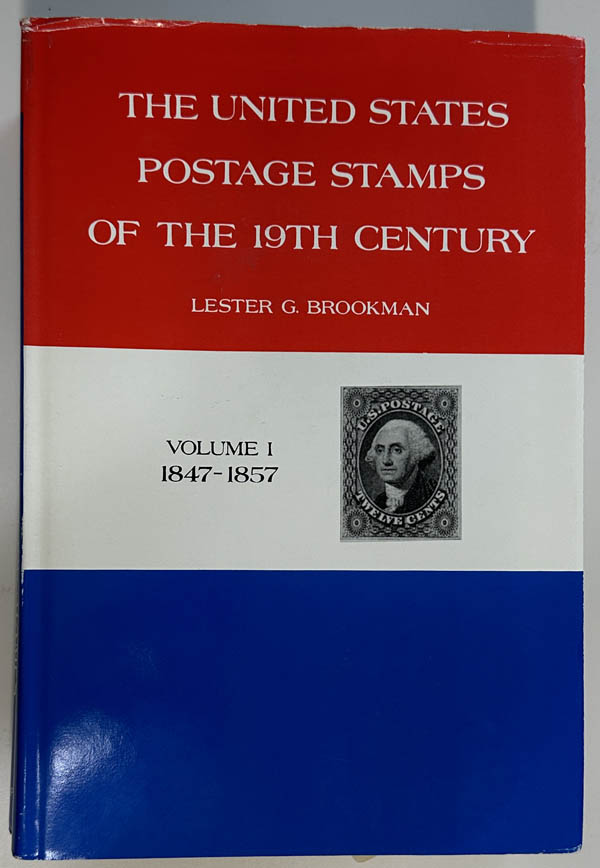 THE UNITED STATES
POSTAGE STAMPS
OF THE 19TH CENTURY
LESTER G. BROOKMAN
VOLUME I
1847-1857
U.S. POSTAGE
TWELVE CENTS